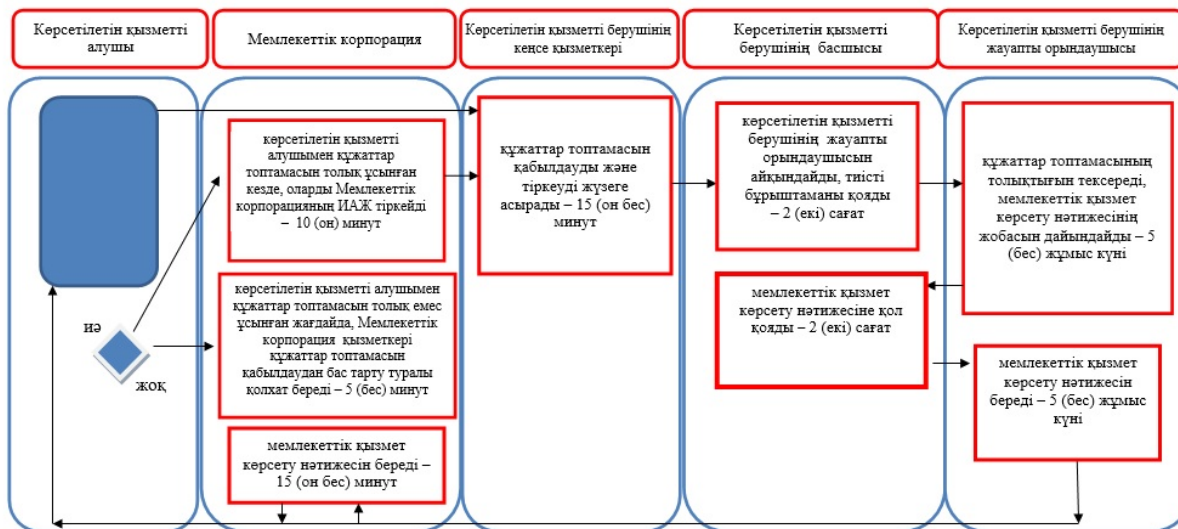 Көрсетілетін қызметті
алушы
Мемлекеттік корпорация
Көрсетілетін қызметті берушінің
кеңсе қызметкері
Көрсетілетін қызметті
берушінің басшысы
Көрсетілетін қызметті берушінің
жауапты орындаушысы
көрсетілетін қызметті
алушымен құжаттар
топтамасын толық ұсынған
кезде, оларды Мемлекеттік
корпорацияның ИАЖ тіркейді
– 10 (он) минут
құжаттар топтамасын
қабылдауды және
тіркеуді жүзеге
асырады – 15 (он бес)
минут
көрсетілетін қызметті
берушінің жауапты
орындаушысын
айқындайды, тиісті
бұрыштаманы қояды
– 2 (екі) сағат
құжаттар топтамасының
толықтығын тексереді,
мемлекеттік қызмет
көрсету нәтижесінің
жобасын дайындайды – 5
(бес) жұмыс күні
иә
жоқ
көрсетілетін қызметті алушымен
құжаттар топтамасын толық емес
ұсынған жағдайда, Мемлекеттік
корпорация қызметкері
құжаттар топтамасын
қабылдаудан бас тарту туралы
қолхат береді – 5 (бес) минут
мемлекеттік қызмет
көрсету нәтижесіне қол
қояды – 2 (екі) сағат
мемлекеттік қызмет
көрсету нәтижесін
береді – 5 (бес) жұмыс
күні
мемлекеттік қызмет
көрсету нәтижесін береді –
15 (он бес) минут